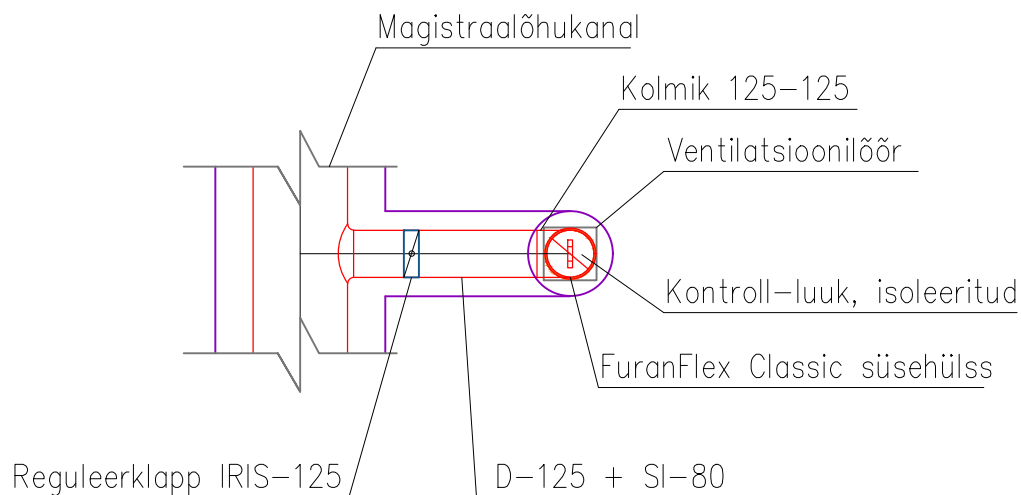 Magistraalõhukanal
Kolmik 125-125
Ventilatsioonilõõr
Kontroll-luuk, isoleeritud
FuranFlex Classic süsehülss
Reguleerklapp IRIS-125
D-125 + SI-80